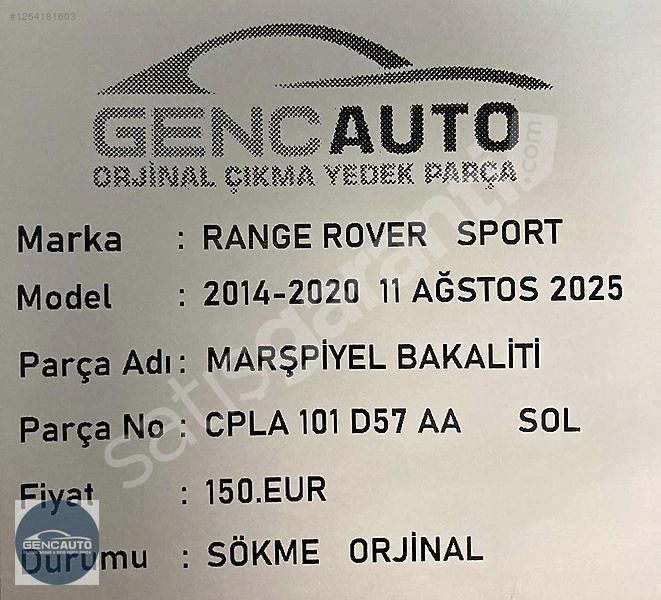 #1264181603
GENCAUTO
ORJİNAL ÇIKMA YEDEK PARÇA
satışgaranti.com
Marka : RANGE ROVER SPORT
Model : 2014-2020 11 AĞSTOS 2025
Parça Adı : MARŞPİYEL BAKALİTİ
Parça No : CPLA 101 D57 AA SOL
Fiyat : 150.EUR
GENCAUTO
Durumu : SÖKME ORJİNAL